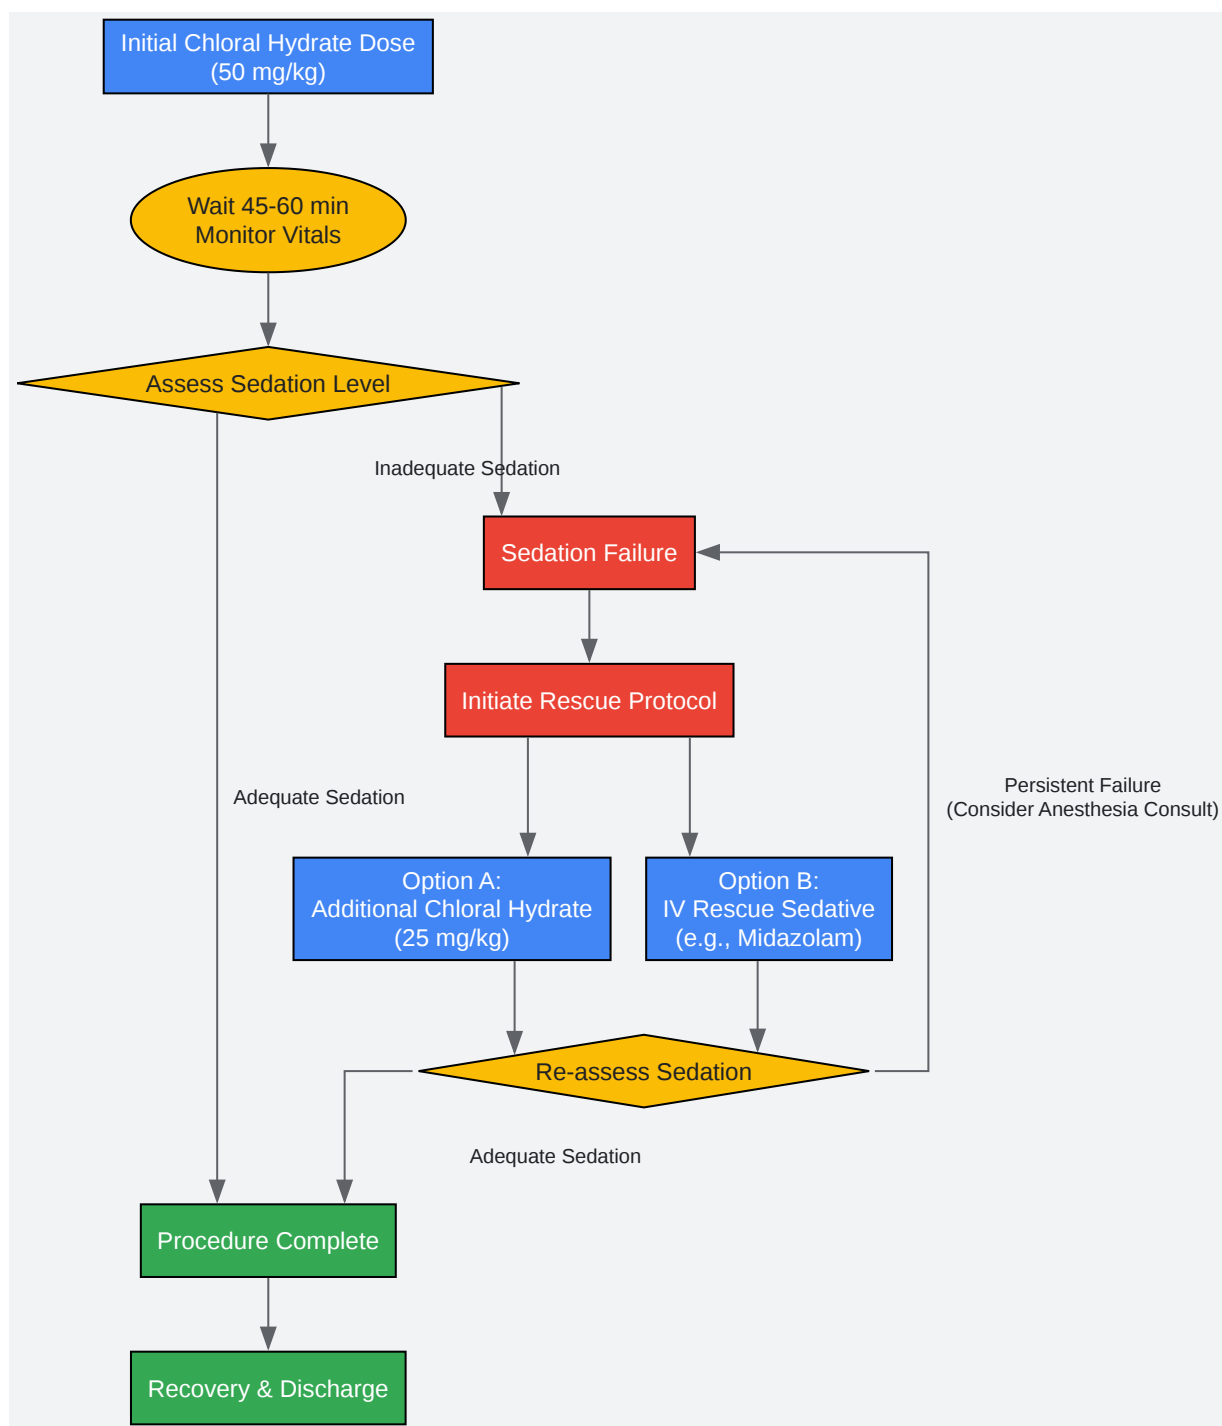 Initial Chloral Hydrate Dose
(50 mg/kg)
Wait 45-60 min
Monitor Vitals
Assess Sedation Level
Inadequate Sedation
Sedation Failure
Initiate Rescue Protocol
Adequate Sedation
Persistent Failure
(Consider Anesthesia Consult)
Option A:
Additional Chloral Hydrate
(25 mg/kg)
Option B:
IV Rescue Sedative
(e.g., Midazolam)
Re-assess Sedation
Adequate Sedation
Procedure Complete
Recovery & Discharge